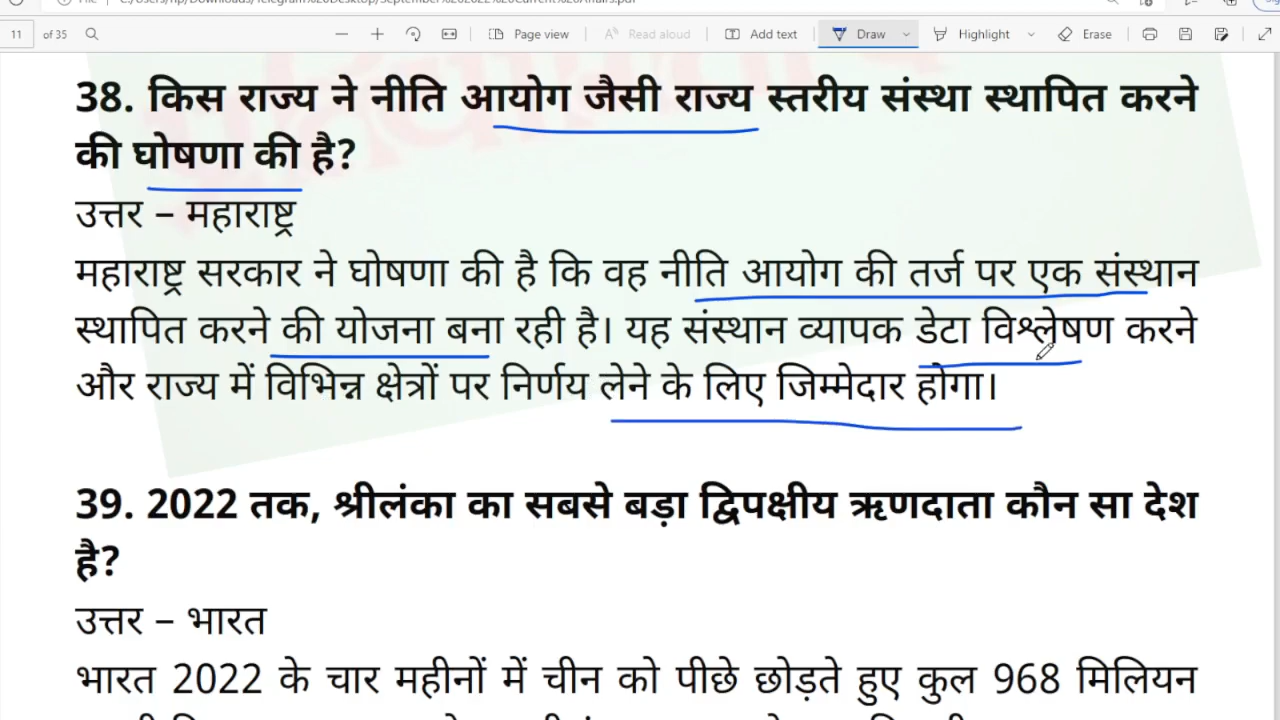 11 of 35 Page view Read aloud Add text Draw Highlight Erase
38. किस राज्य ने नीति आयोग जैसी राज्य स्तरीय संस्था स्थापित करने
की घोषणा की है?
उत्तर – महाराष्ट्र
महाराष्ट्र सरकार ने घोषणा की है कि वह नीति आयोग की तर्ज पर एक संस्थान
स्थापित करने की योजना बना रही है। यह संस्थान व्यापक डेटा विश्लेषण करने
और राज्य में विभिन्न क्षेत्रों पर निर्णय लेने के लिए जिम्मेदार होगा।
39. 2022 तक, श्रीलंका का सबसे बड़ा द्विपक्षीय ऋणदाता कौन सा देश
है?
उत्तर – भारत
भारत 2022 के चार महीनों में चीन को पीछे छोड़ते हुए कुल 968 मिलियन